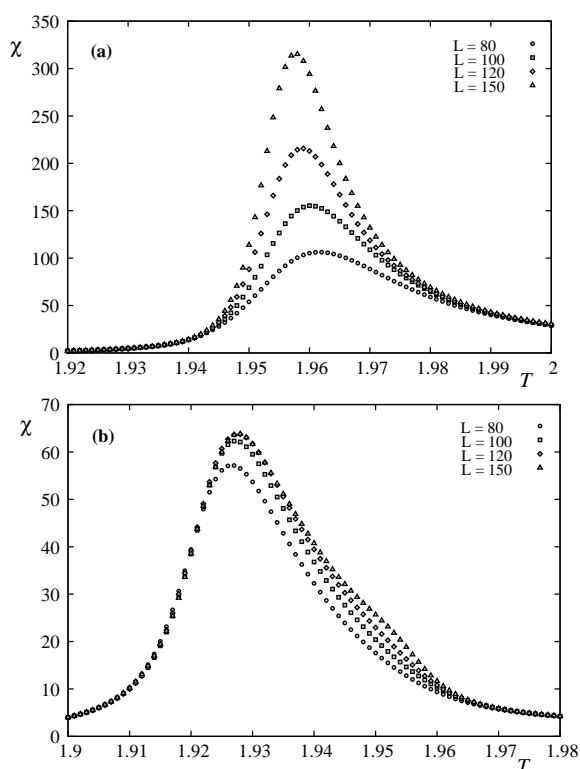 χ
(a)
L = 80
L = 100
L = 120
L = 150
350
300
250
200
150
100
50
0
1.92 1.93 1.94 1.95 1.96 1.97 1.98 1.99 2
T
χ
(b)
L = 80
L = 100
L = 120
L = 150
70
60
50
40
30
20
10
0
1.9 1.91 1.92 1.93 1.94 1.95 1.96 1.97 1.98
T